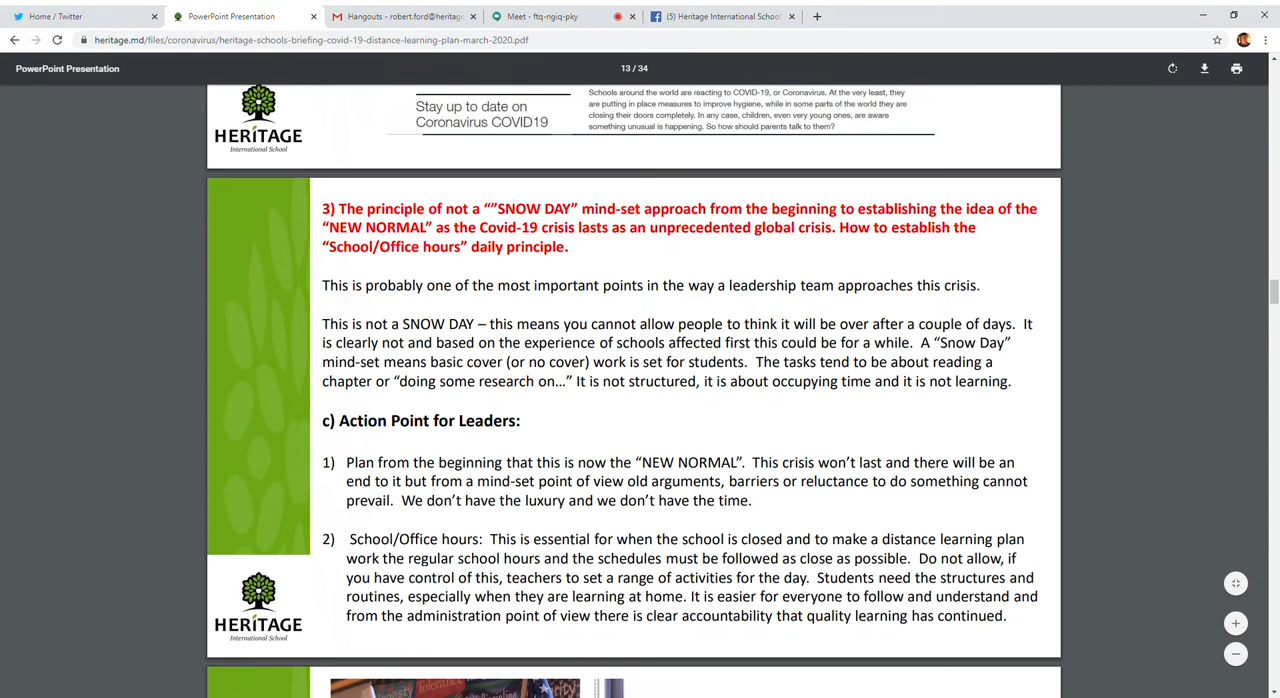 Home / Twitter
PowerPoint Presentation
Hangouts - robert.ford@heritage
Meet - ftq-ngiq-pky
(5) Heritage International School
heritage.md/files/coronavirus/heritage-schools-briefing-covid-19-distance-learning-plan-march-2020.pdf
PowerPoint Presentation
13 / 34
HERITAGE
International School
Stay up to date on
Coronavirus COVID19
Schools around the world are reacting to COVID-19, or Coronavirus. At the very least, they
are putting in place measures to improve hygiene, while in some parts of the world they are
closing their doors completely. In any case, children, even very young ones, are aware
something unusual is happening. So how should parents talk to them?
3) The principle of not a “”SNOW DAY” mind-set approach from the beginning to establishing the idea of the
“NEW NORMAL” as the Covid-19 crisis lasts as an unprecedented global crisis. How to establish the
“School/Office hours” daily principle.
This is probably one of the most important points in the way a leadership team approaches this crisis.
This is not a SNOW DAY – this means you cannot allow people to think it will be over after a couple of days. It
is clearly not and based on the experience of schools affected first this could be for a while. A “Snow Day”
mind-set means basic cover (or no cover) work is set for students. The tasks tend to be about reading a
chapter or “doing some research on…” It is not structured, it is about occupying time and it is not learning.
c) Action Point for Leaders:
1) Plan from the beginning that this is now the “NEW NORMAL”. This crisis won’t last and there will be an
end to it but from a mind-set point of view old arguments, barriers or reluctance to do something cannot
prevail. We don’t have the luxury and we don’t have the time.
2) School/Office hours: This is essential for when the school is closed and to make a distance learning plan
work the regular school hours and the schedules must be followed as close as possible. Do not allow, if
you have control of this, teachers to set a range of activities for the day. Students need the structures and
routines, especially when they are learning at home. It is easier for everyone to follow and understand and
from the administration point of view there is clear accountability that quality learning has continued.
HERITAGE
International School
Honesty Tolerance